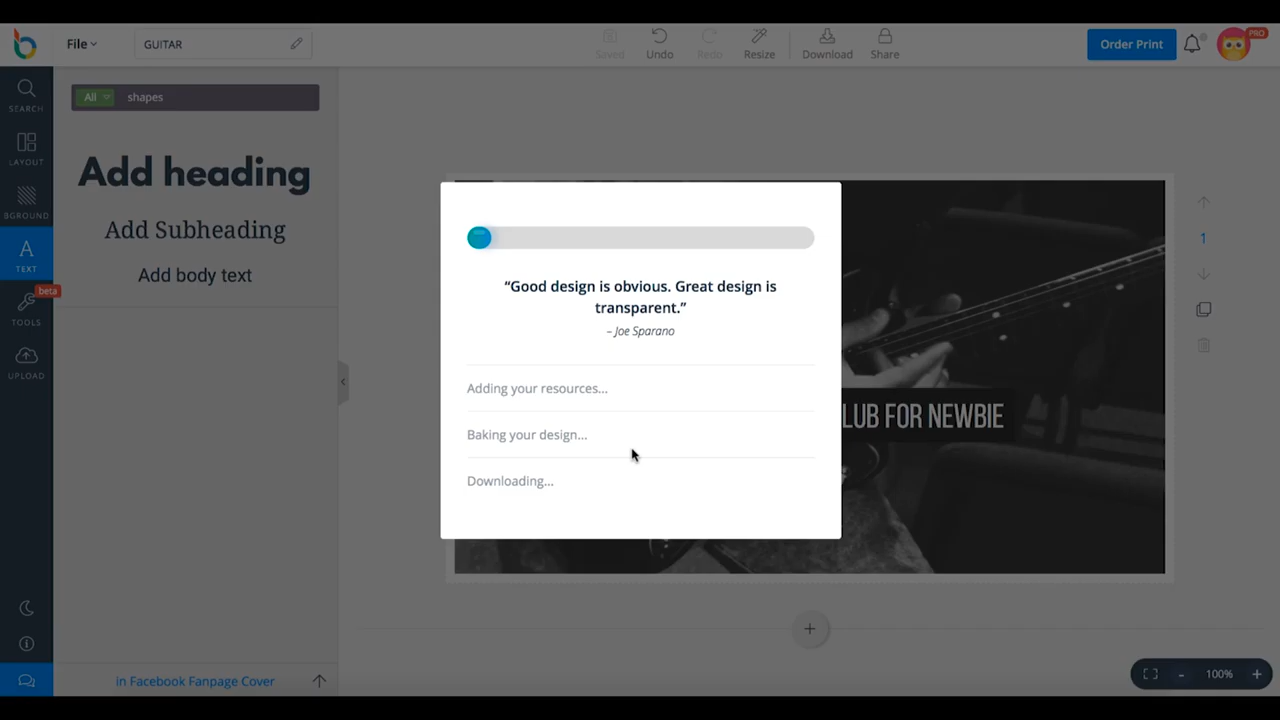 File
GUITAR
Saved
Undo
Redo
Resize
Download
Share
Order Print
PRO
SEARCH
LAYOUT
BGROUND
TEXT
beta
TOOLS
UPLOAD
All
shapes
Add heading
Add Subheading
Add body text
in Facebook Fanpage Cover
“Good design is obvious. Great design is
transparent.”
– Joe Sparano
Adding your resources...
Baking your design...
Downloading...
LUB FOR NEWBIE
1
100%